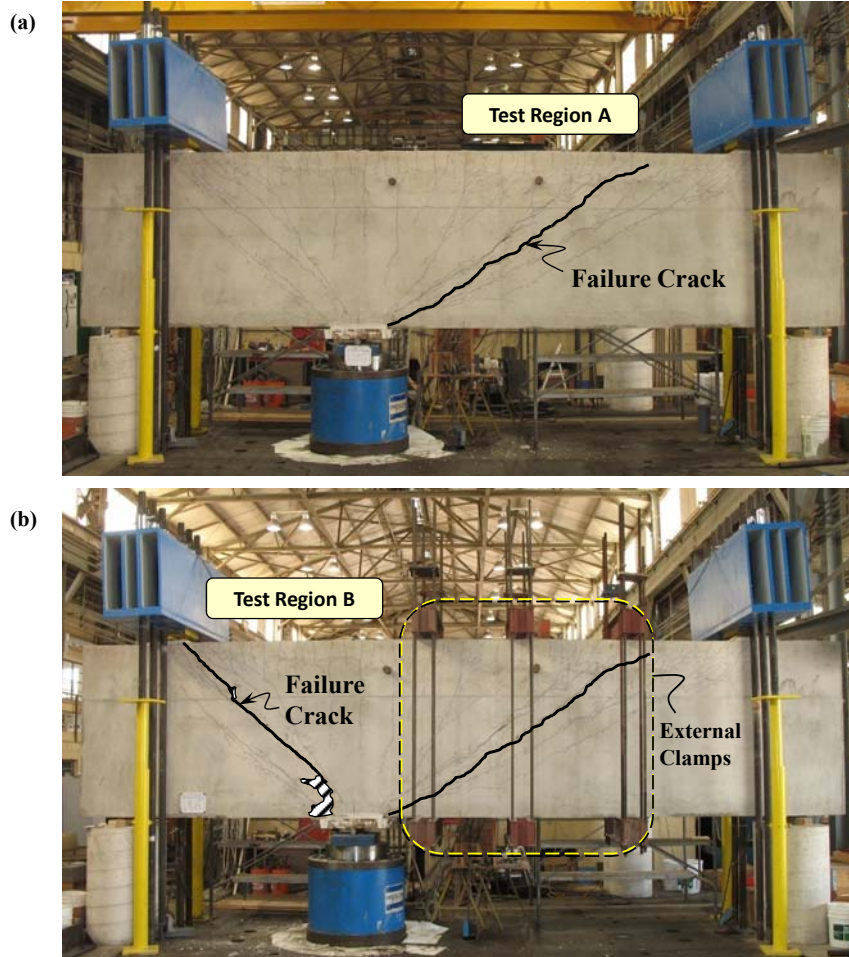 (a)
Test Region A
Failure Crack
(b)
Test Region B
Failure
Crack
External
Clamps